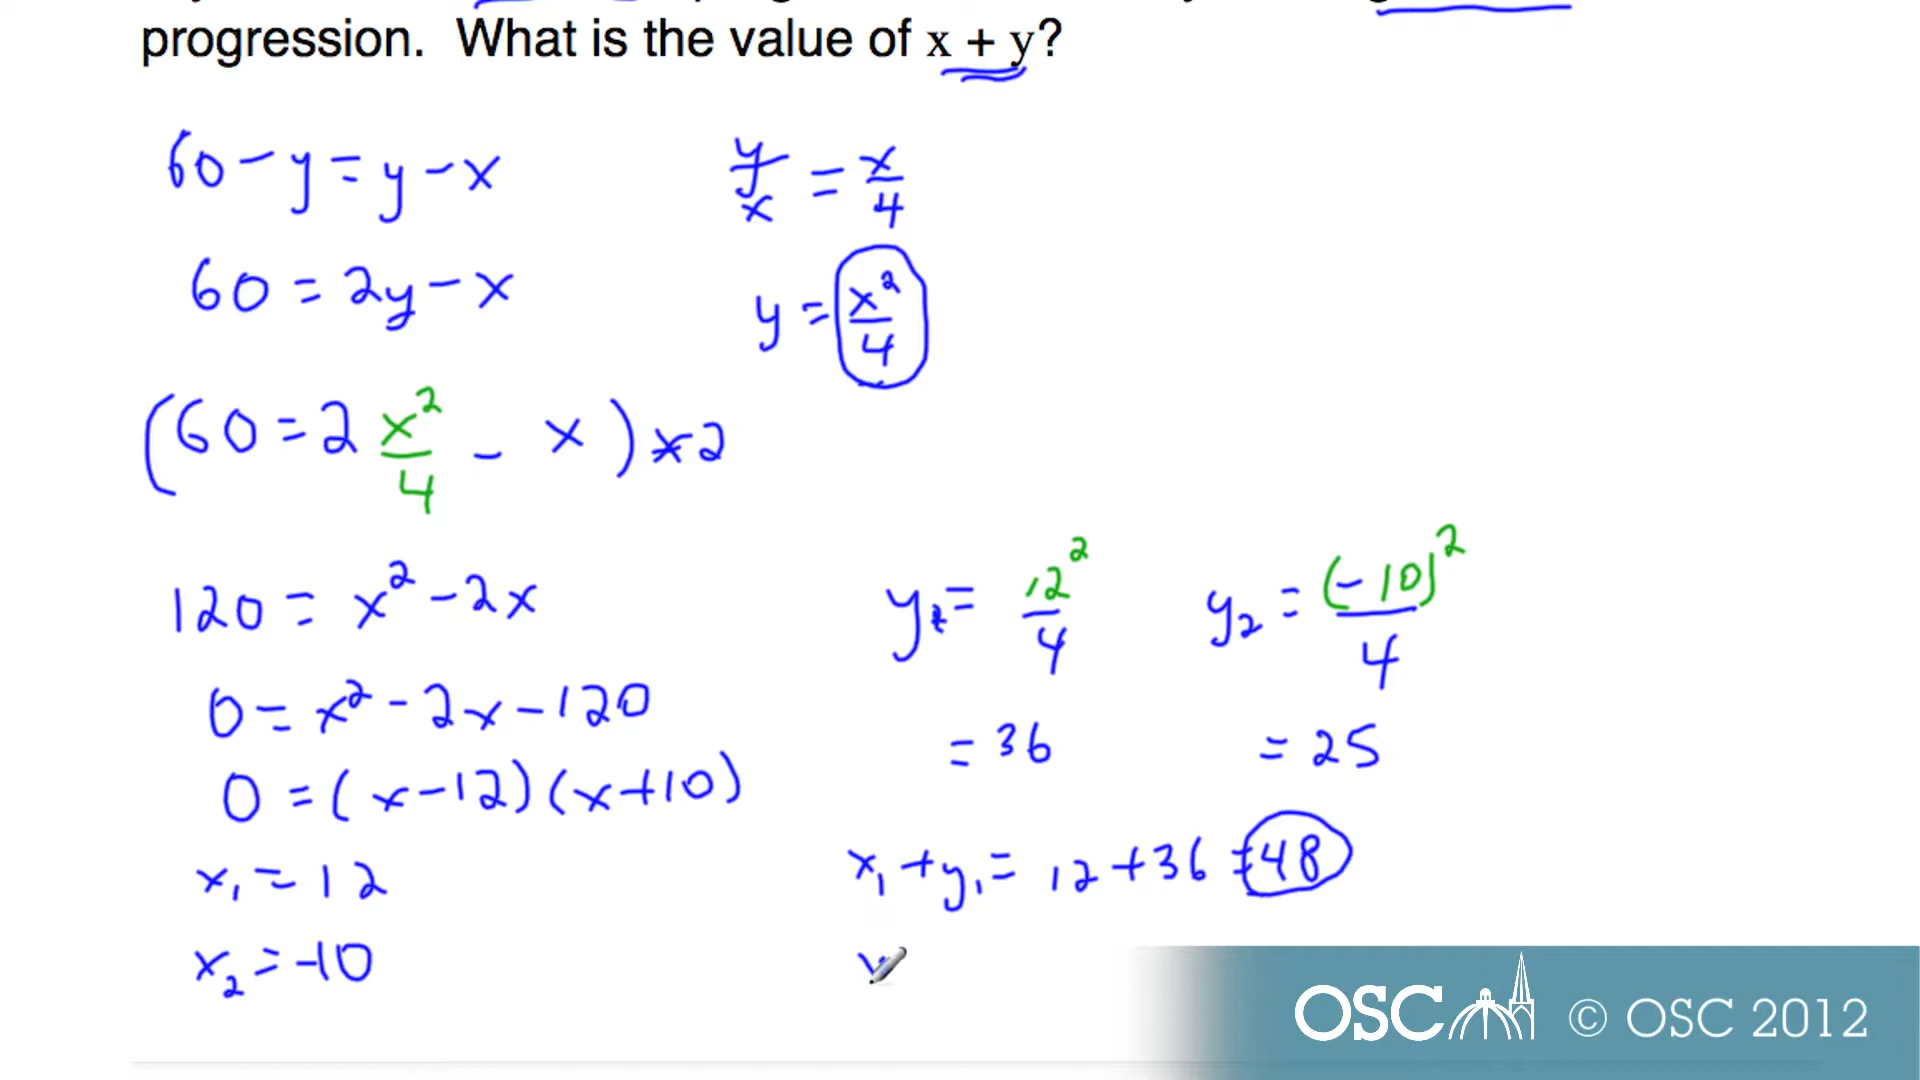 progression. What is the value of x + y?
60 - y = y - x
60 = 2y - x
y/x = x/4
y = x²/4
(60 = 2 x²/4 - x) × 2
120 = x² - 2x
0 = x² - 2x - 120
0 = (x - 12)(x + 10)
x₁ = 12
x₂ = -10
y = 12²/4
= 36
y₂ = (-10)²/4
= 25
x₁ + y₁ = 12 + 36 = 48
OSC © OSC 2012